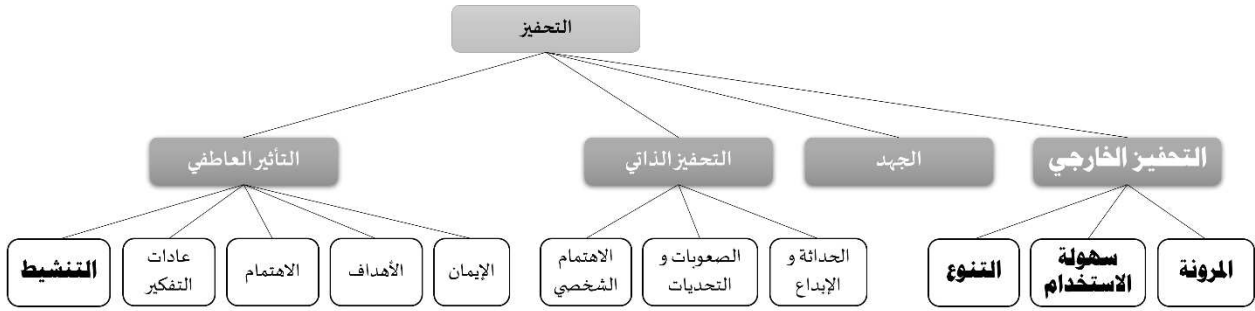 التحفيز
التحفيز الخارجي
الجهد
التحفيز الذاتي
التأثير العاطفي
المرونة
سهولة
الاستخدام
التنوع
الحداثة و
الإبداع
الصعوبات و
التحديات
الاهتمام
الشخصي
الإيمان
الأهداف
الاهتمام
عادات
التفكير
التنشيط